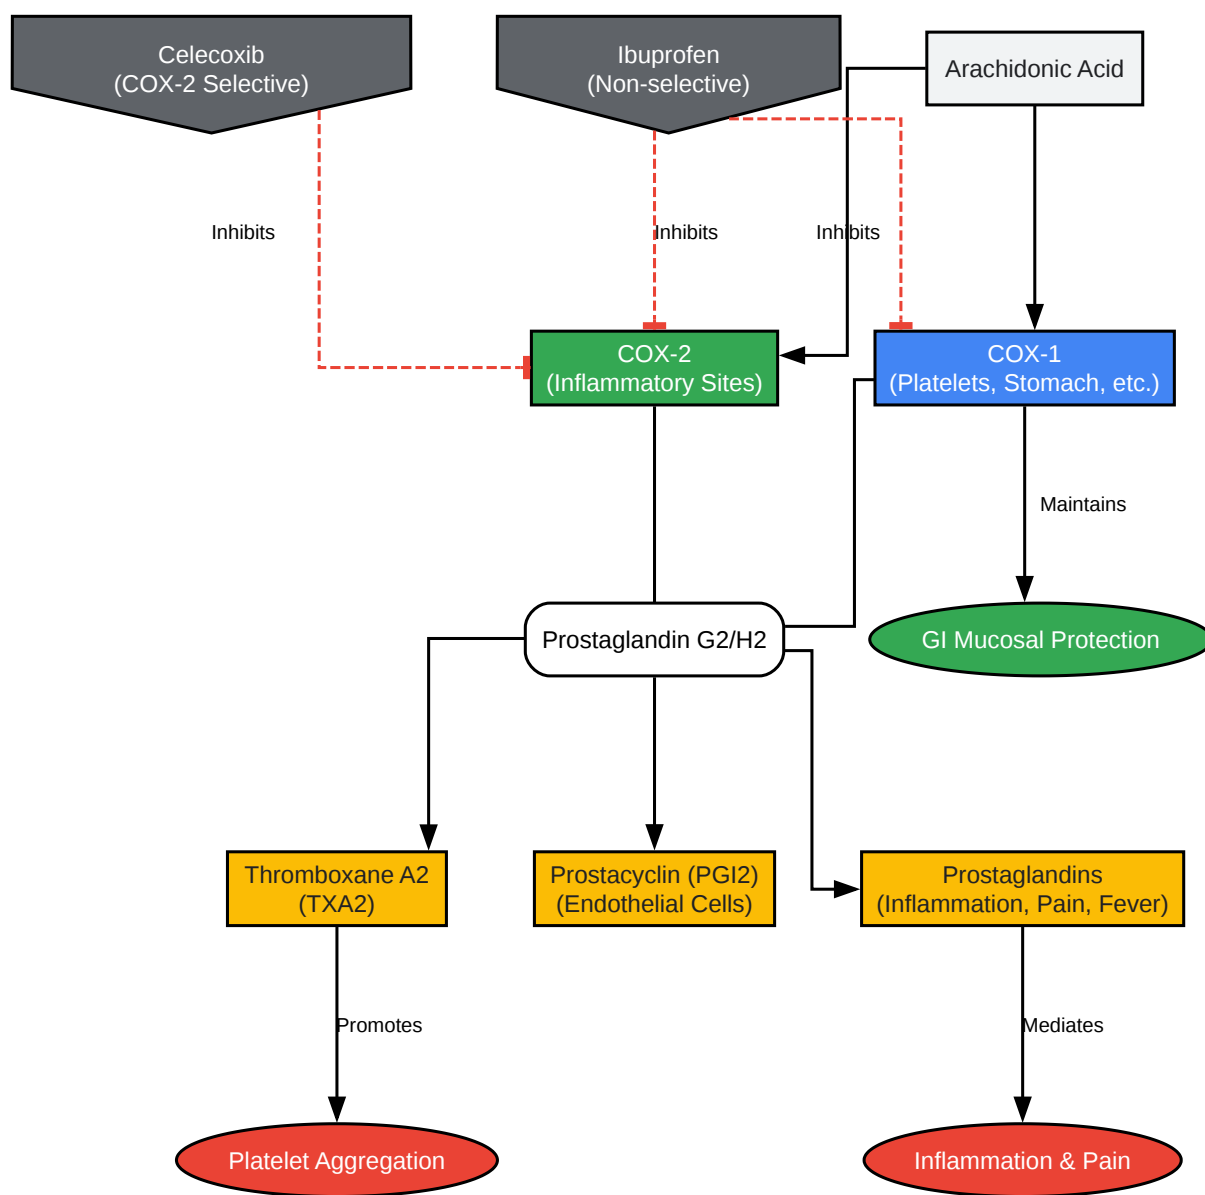 Celecoxib
(COX-2 Selective)
Ibuprofen
(Non-selective)
Arachidonic Acid
Inhibits
Inhibits
Inhibits
COX-2
(Inflammatory Sites)
COX-1
(Platelets, Stomach, etc.)
Maintains
Prostaglandin G2/H2
GI Mucosal Protection
Thromboxane A2
(TXA2)
Prostacyclin (PGI2)
(Endothelial Cells)
Prostaglandins
(Inflammation, Pain, Fever)
Promotes
Mediates
Platelet Aggregation
Inflammation & Pain